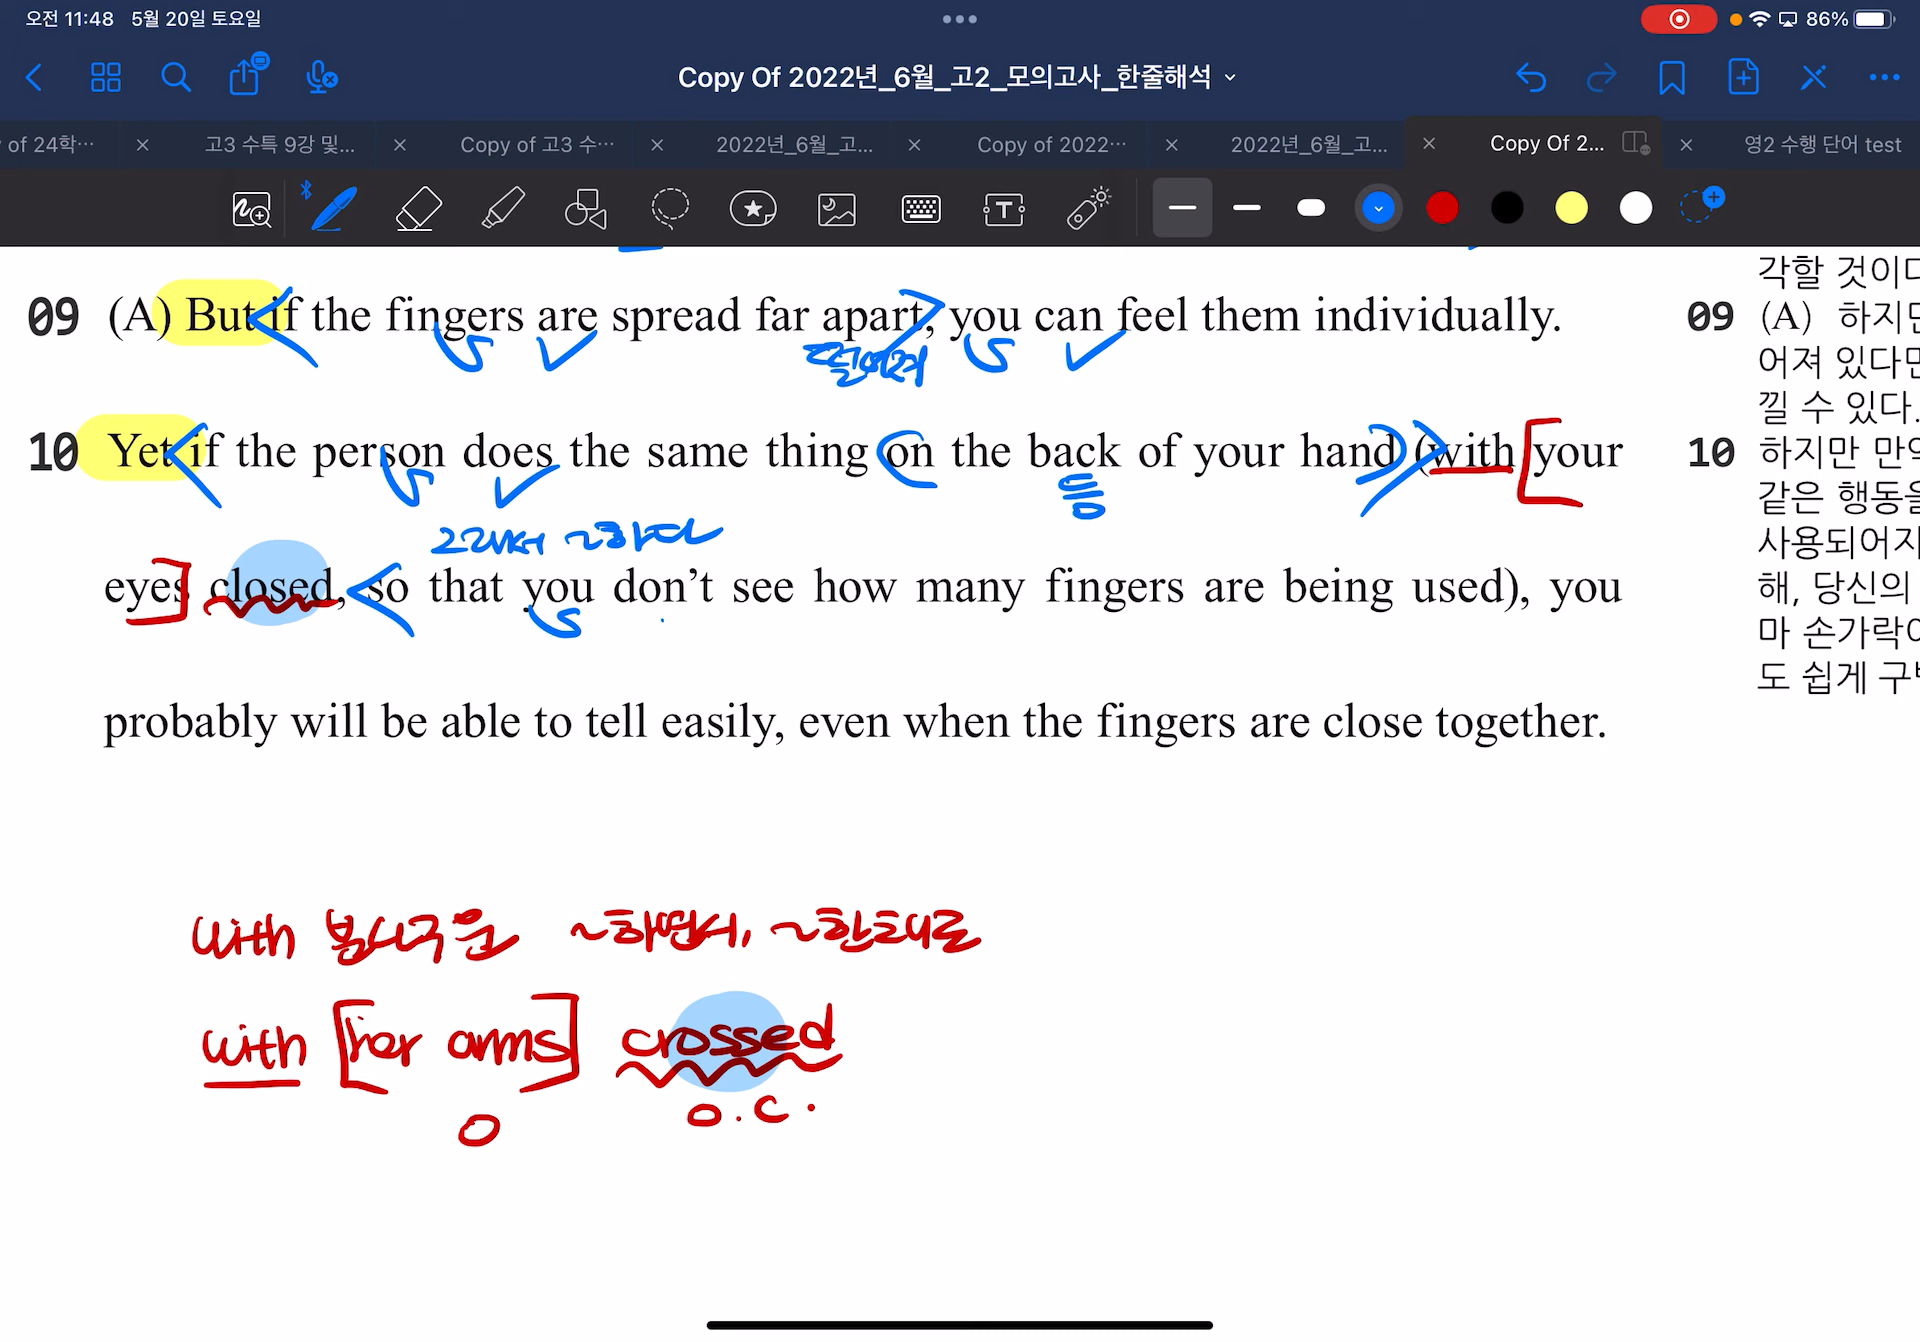 오전 11:48 5월 20일 토요일
86%
Copy Of 2022년_6월_고2_모의고사_한줄해석
of 24학…
고3 수특 9강 및...
Copy of 고3 수…
2022년_6월_고...
Copy of 2022…
2022년_6월_고...
Copy Of 2...
영2 수행 단어 test
각할 것이다
09 (A) But if the fingers are spread far apart, you can feel them individually.
떨어져
09 (A) 하지만
어져 있다면
낄 수 있다.
10 Yet if the person does the same thing (on the back of your hand) (with your
등
10 하지만 만약
같은 행동을
사용되어지
그래서 ~하다
eyes closed, so that you don't see how many fingers are being used), you
해, 당신의
마 손가락이
도 쉽게 구별
probably will be able to tell easily, even when the fingers are close together.
with 분사구문 ~하면서, ~한채로
with [her arms] crossed
O O.C.